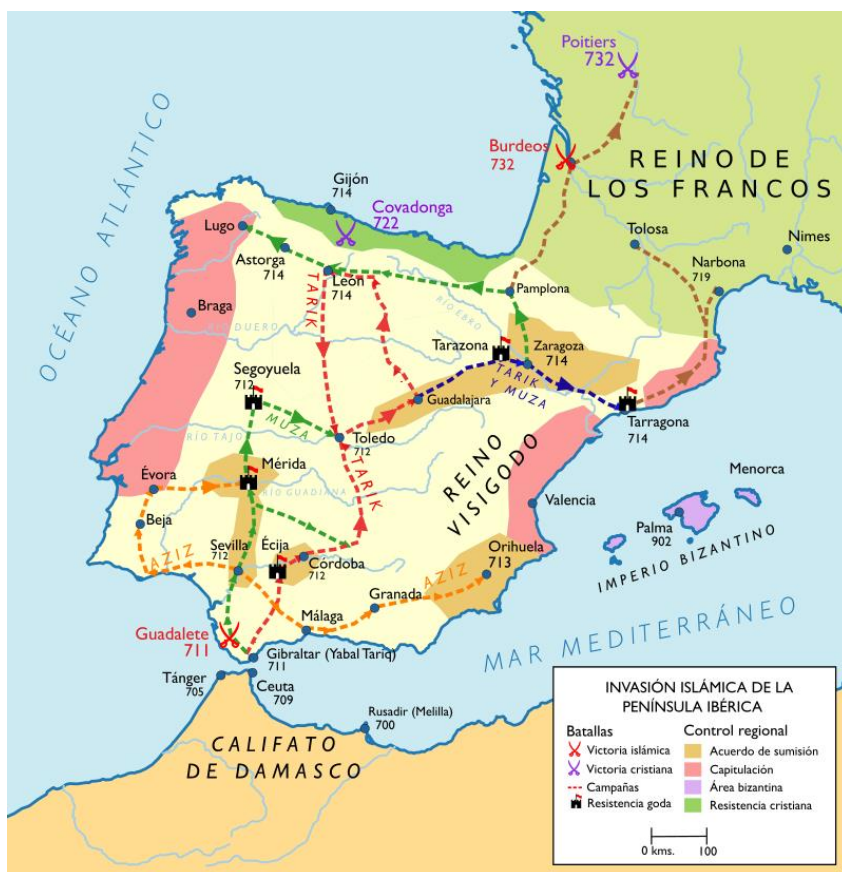 Poitiers
732
Burdeos
732
REINO DE
LOS FRANCOS
OCÉANO ATLÁNTICO
Gijón
714
Covadonga
722
Tolosa
Nimes
Narbona
719
Lugo
Astorga
714
León
714
Pamplona
Braga
RÍO DUERO
RÍO EBRO
TARIK
Tarazona
Zaragoza
714
TARIK
Y MUZA
Segoyuela
712
MUZA
Guadalajara
Tarragona
714
RÍO TAJO
Toledo
712
TARIK
REINO
VISIGODO
Mérida
RÍO GUADIANA
Évora
Beja
Valencia
Menorca
Palma
902
IMPERIO BIZANTINO
AZIZ
Sevilla
712
Écija
Córdoba
712
Orihuela
713
Granada
AZIZ
Málaga
Guadalete
711
Gibraltar (Yabal Tariq)
711
MAR MEDITERRÁNEO
Tánger
705
Ceuta
709
Rusadir (Melilla)
700
CALIFATO
DE DAMASCO
INVASIÓN ISLÁMICA DE LA
PENÍNSULA IBÉRICA
Batallas
Victoria islámica
Victoria cristiana
Campañas
Resistencia goda
Control regional
Acuerdo de sumisión
Capitulación
Área bizantina
Resistencia cristiana
0 kms. 100